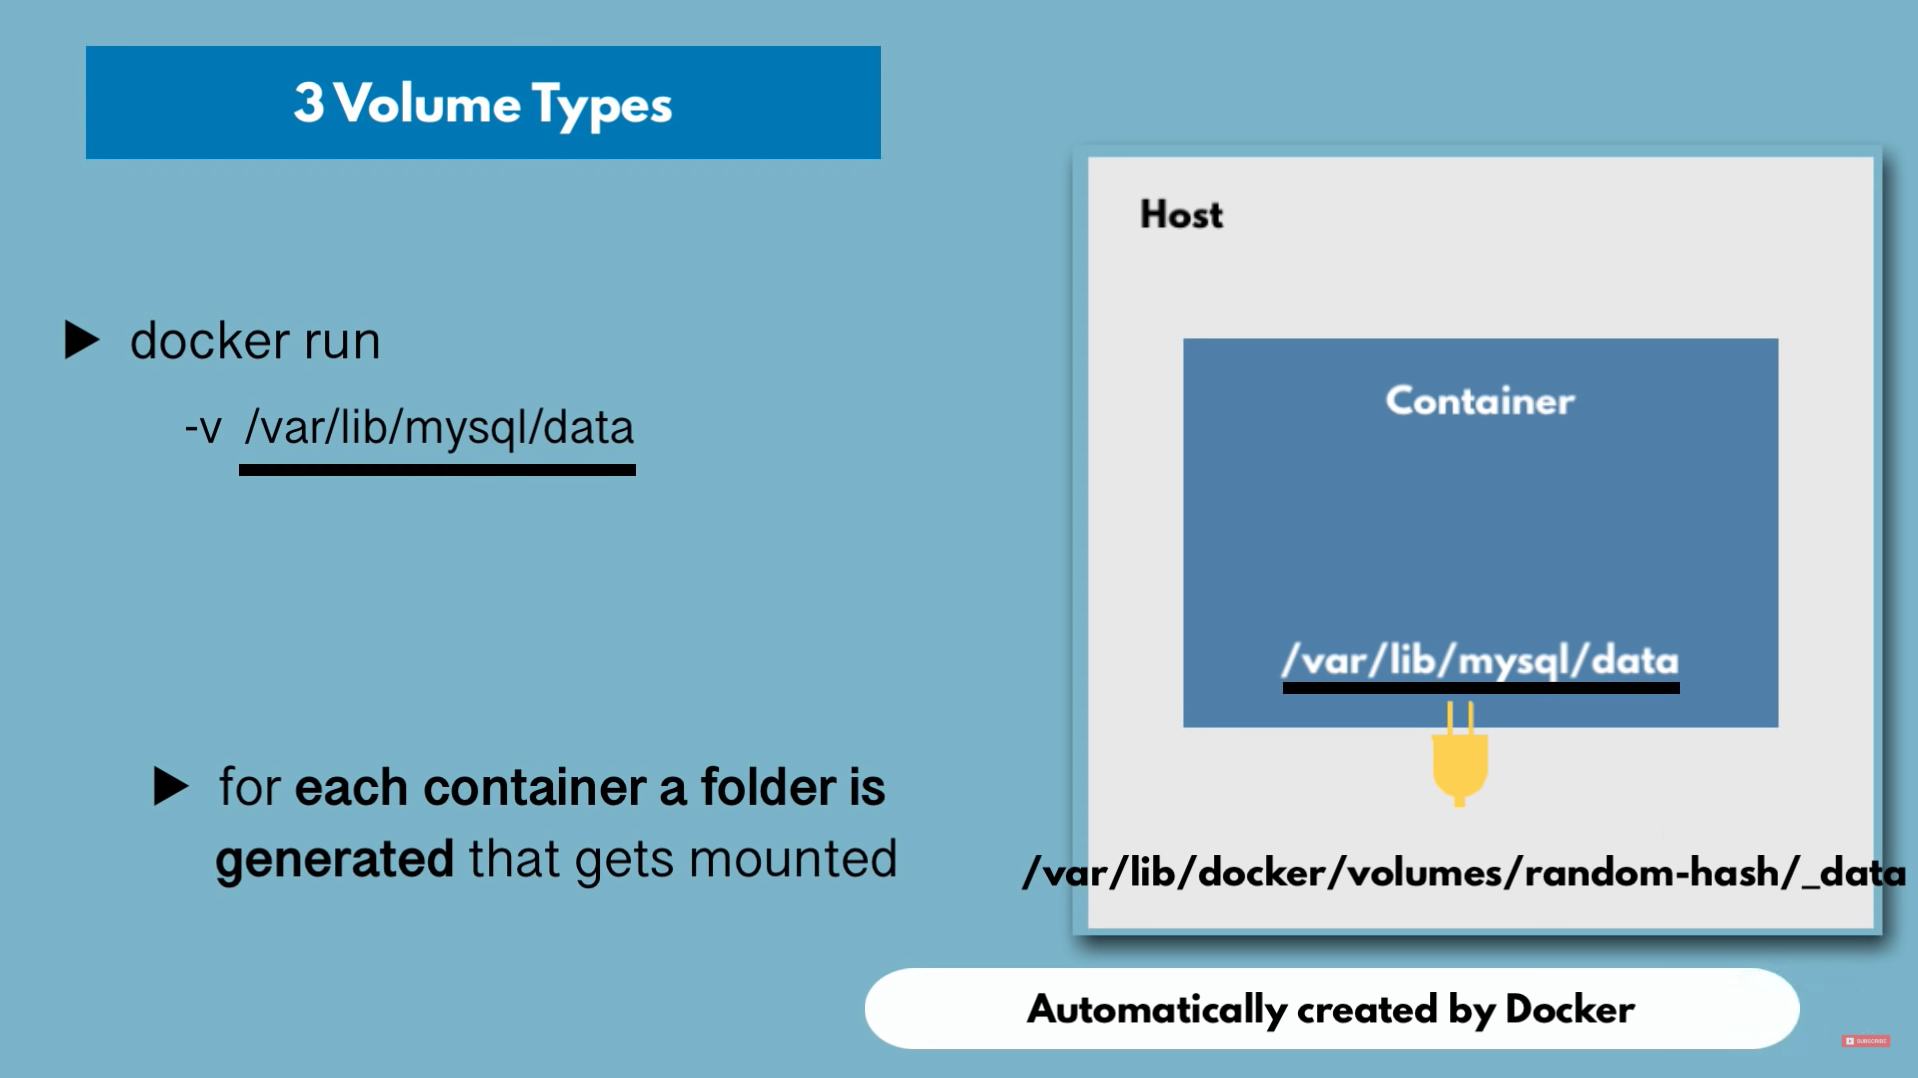 3 Volume Types
Host
docker run
-v /var/lib/mysql/data
Container
/var/lib/mysql/data
for each container a folder is
generated that gets mounted
/var/lib/docker/volumes/random-hash/_data
Automatically created by Docker
SUBSCRIBE